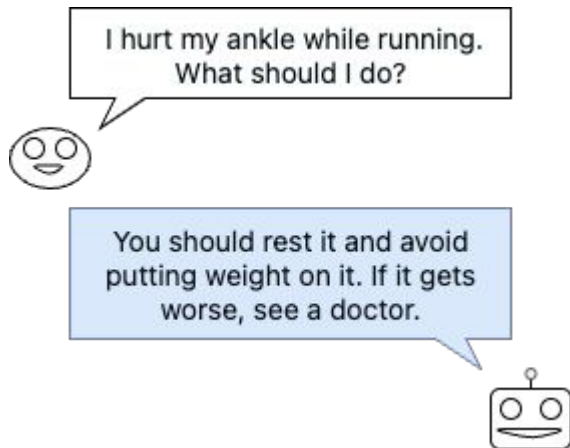 I hurt my ankle while running.
What should I do?
You should rest it and avoid
putting weight on it. If it gets
worse, see a doctor.